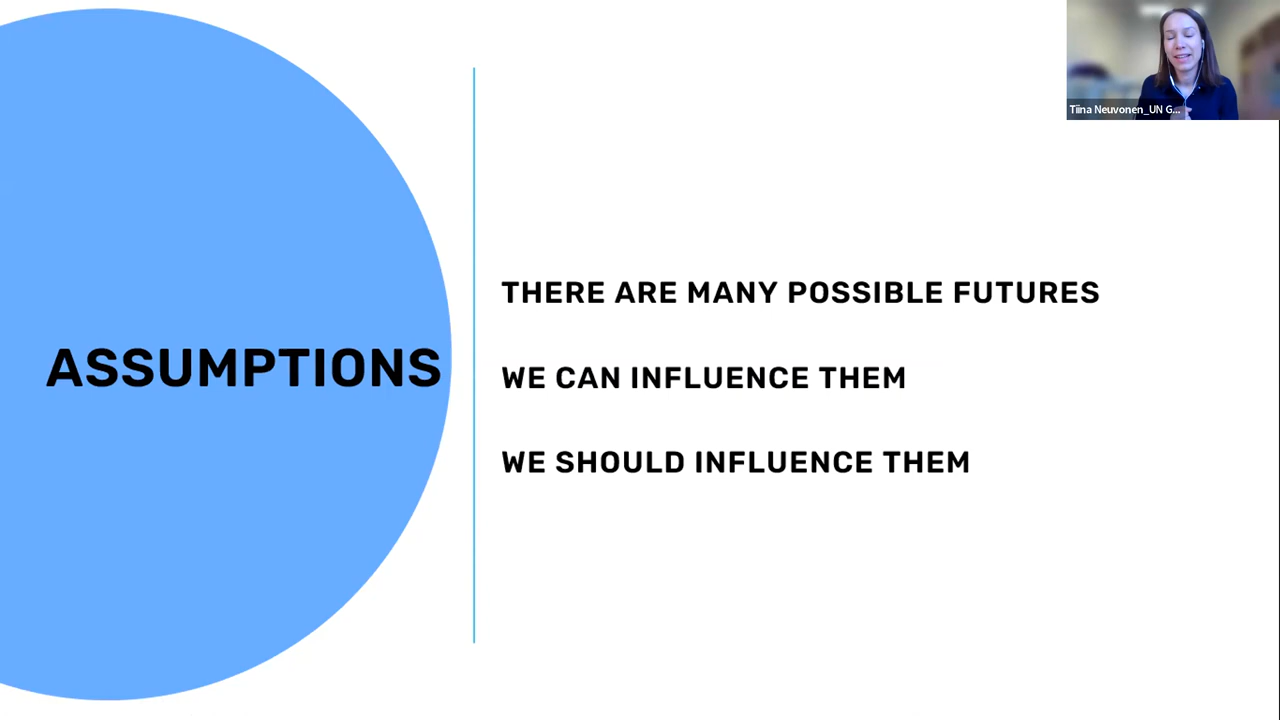 Tiina Neuvonen_UN G...
ASSUMPTIONS
THERE ARE MANY POSSIBLE FUTURES
WE CAN INFLUENCE THEM
WE SHOULD INFLUENCE THEM